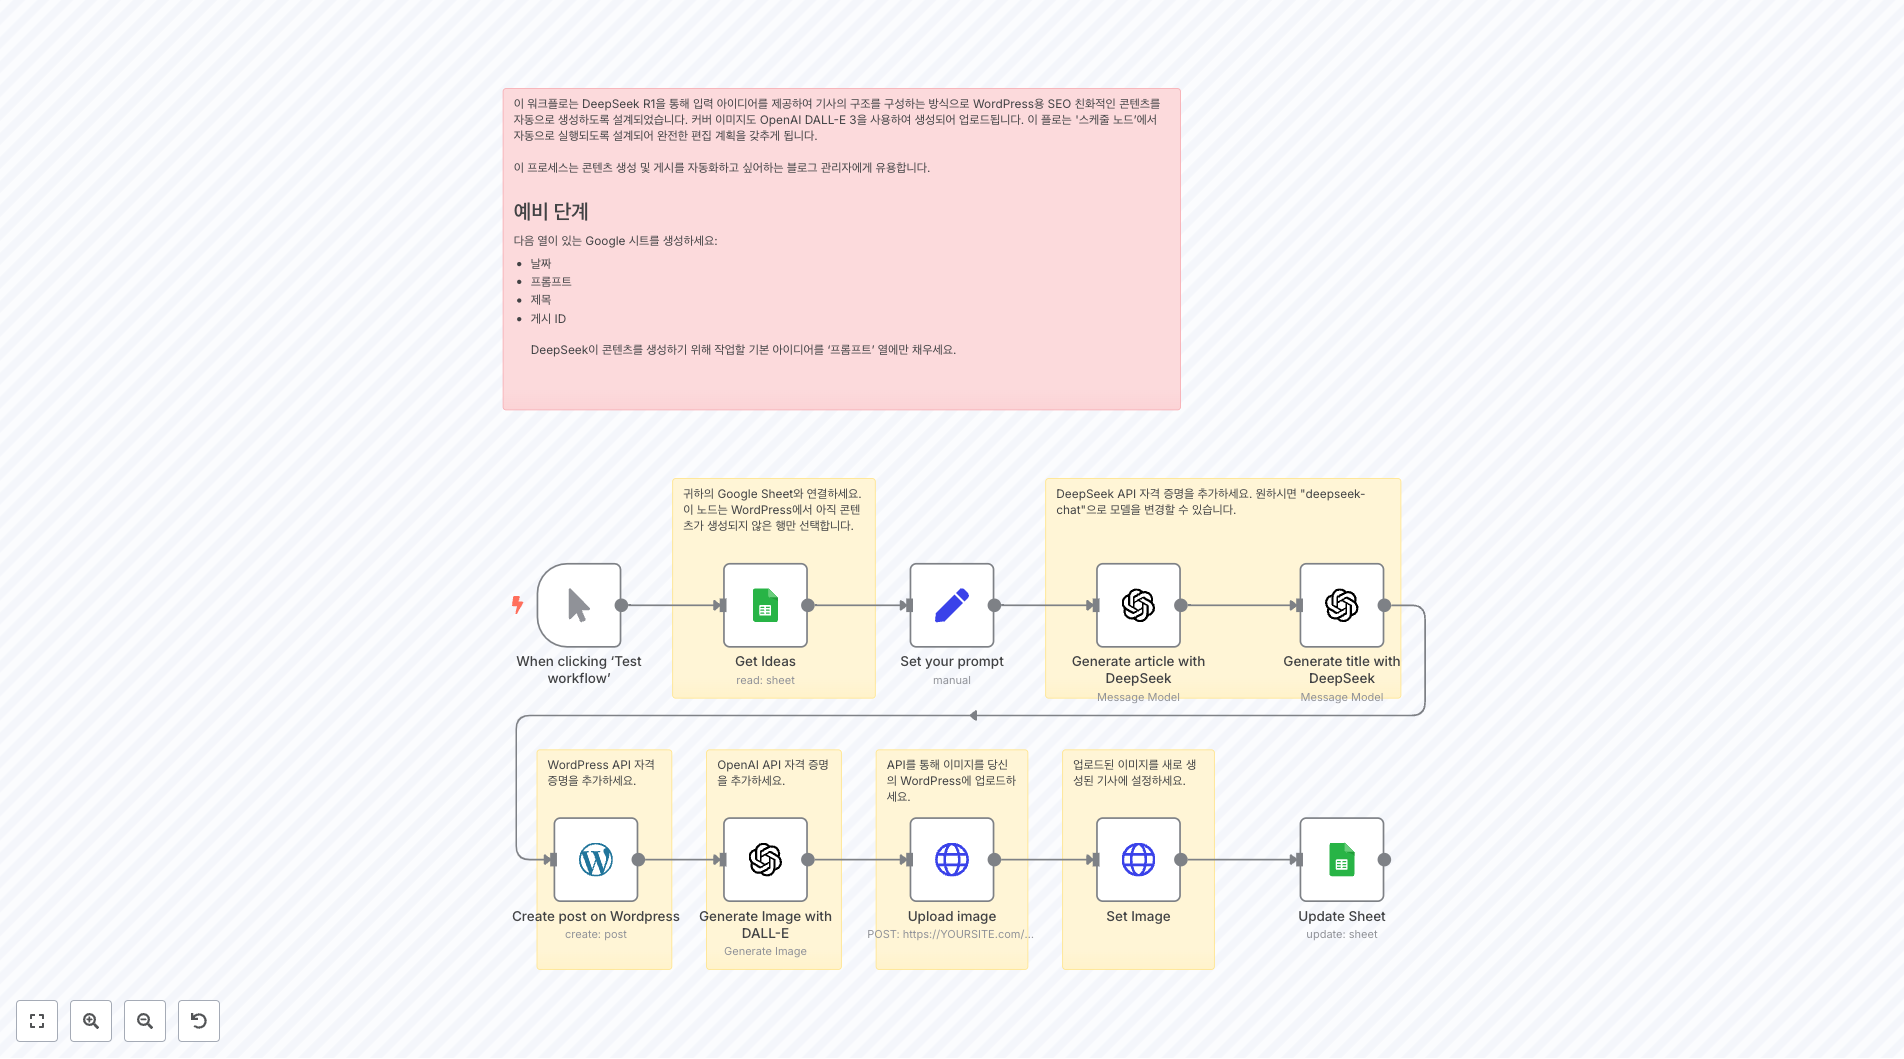 이 워크플로는 DeepSeek R1을 통해 입력 아이디어를 제공하여 기사의 구조를 구성하는 방식으로 WordPress용 SEO 친화적인 콘텐츠를
자동으로 생성하도록 설계되었습니다. 커버 이미지도 OpenAI DALL-E 3을 사용하여 생성되어 업로드됩니다. 이 플로는 '스케줄 노드'에서
자동으로 실행되도록 설계되어 완전한 편집 계획을 갖추게 됩니다.
이 프로세스는 콘텐츠 생성 및 게시를 자동화하고 싶어하는 블로그 관리자에게 유용합니다.
예비 단계
다음 열이 있는 Google 시트를 생성하세요:
• 날짜
• 프롬프트
• 제목
• 게시 ID
DeepSeek이 콘텐츠를 생성하기 위해 작업할 기본 아이디어를 ‘프롬프트’ 열에만 채우세요.
귀하의 Google Sheet와 연결하세요.
이 노드는 WordPress에서 아직 콘텐
츠가 생성되지 않은 행만 선택합니다.
DeepSeek API 자격 증명을 추가하세요. 원하시면 "deepseek-
chat"으로 모델을 변경할 수 있습니다.
When clicking ‘Test
workflow’
Get Ideas
read: sheet
Set your prompt
manual
Generate article with
DeepSeek
Message Model
Generate title with
DeepSeek
Message Model
WordPress API 자격
증명을 추가하세요.
OpenAI API 자격 증명
을 추가하세요.
API를 통해 이미지를 당신
의 WordPress에 업로드하
세요.
업로드된 이미지를 새로 생
성된 기사에 설정하세요.
Create post on Wordpress
create: post
Generate Image with
DALL-E
Generate Image
Upload image
POST: https://YOURSITE.com/...
Set Image
Update Sheet
update: sheet